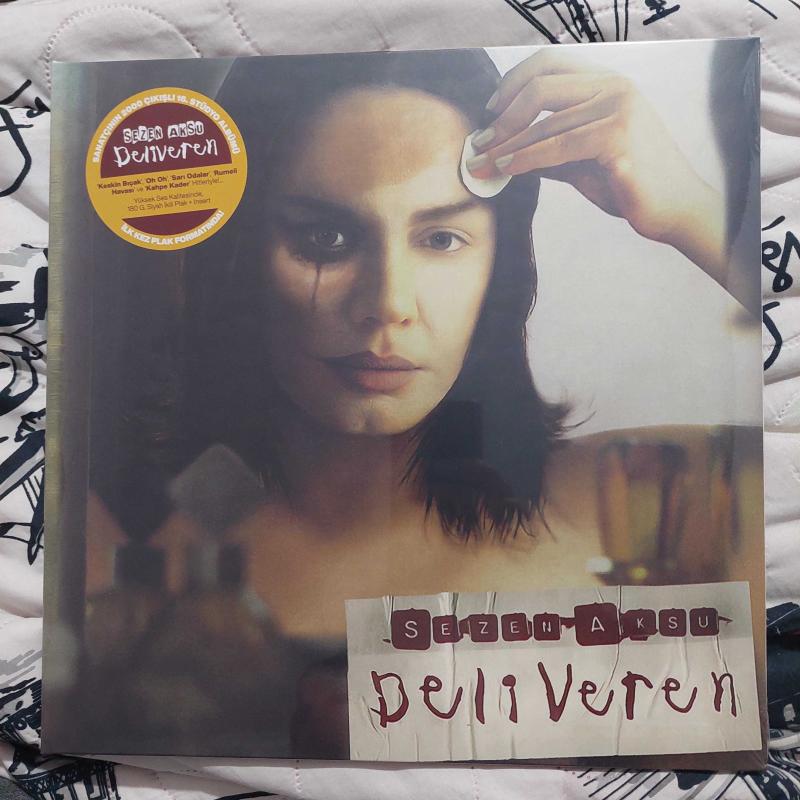 SANATÇININ 2000 ÇIKIŞLI 15. STÜDYO ALBÜMÜ
SEZEN AKSU
Deliveren
'Keskin Bıçak', 'Oh Oh', 'Sarı Odalar', 'Rumeli
Havası' ve 'Kahpe Kader' Hitleriyle!...
Yüksek Ses Kalitesinde,
180 G. Siyah İkili Plak + Insert
İLK KEZ PLAK FORMATINDA!
SEZEN AKSU
DeliVeren